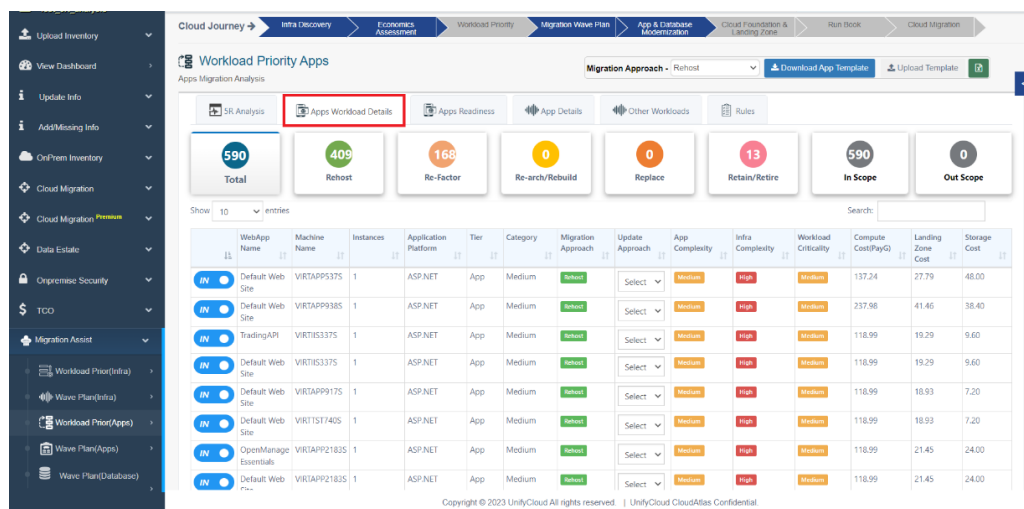 Upload Inventory
View Dashboard
Update Info
Add/Missing Info
OnPrem Inventory
Cloud Migration
Cloud Migration Premium
Data Estate
Onpremise Security
TCO
Migration Assist
Workload Prior(Infra)
Wave Plan(Infra)
Workload Prior(Apps)
Wave Plan(Apps)
Wave Plan(Database)
Cloud Journey
Infra Discovery
Economics Assessment
Workload Priority
Migration Wave Plan
App & Database Modernization
Cloud Foundation & Landing Zone
Run Book
Cloud Migration
Workload Priority Apps
Apps Migration Analysis
Migration Approach - Rehost
Download App Template
Upload Template
5R Analysis
Apps Workload Details
Apps Readiness
App Details
Other Workloads
Rules
590 Total
409 Rehost
168 Re-Factor
0 Re-arch/Rebuild
0 Replace
13 Retain/Retire
590 In Scope
0 Out Scope
Show 10 entries
Search:
WebApp Name Machine Name Instances Application Platform Tier Category Migration Approach Update Approach App Complexity Infra Complexity Workload Criticality Compute Cost(PayG) Landing Zone Cost Storage Cost
IN Default Web Site VIRTAPP537S 1 ASP.NET App Medium Rehost Select Medium High Medium 137.24 27.79 48.00
IN Default Web Site VIRTAPP938S 1 ASP.NET App Medium Rehost Select Medium High Medium 237.98 41.46 38.40
IN TradingAPI VIRTIIS337S 1 ASP.NET App Medium Rehost Select Medium High Medium 118.99 19.29 9.60
IN Default Web Site VIRTIIS337S 1 ASP.NET App Medium Rehost Select Medium High Medium 118.99 19.29 9.60
IN Default Web Site VIRTAPP917S 1 ASP.NET App Medium Rehost Select Medium High Medium 118.99 18.93 7.20
IN Default Web Site VIRTTST740S 1 ASP.NET App Medium Rehost Select Medium High Medium 118.99 18.93 7.20
IN OpenManage Essentials VIRTAPP2183S 1 ASP.NET App Medium Rehost Select Medium High Medium 118.99 21.45 24.00
IN Default Web VIRTAPP2183S 1 ASP.NET App Medium Rehost Select Medium High Medium 118.99 21.45 24.00
Copyright © 2023 UnifyCloud All rights reserved. | UnifyCloud CloudAtlas Confidential.